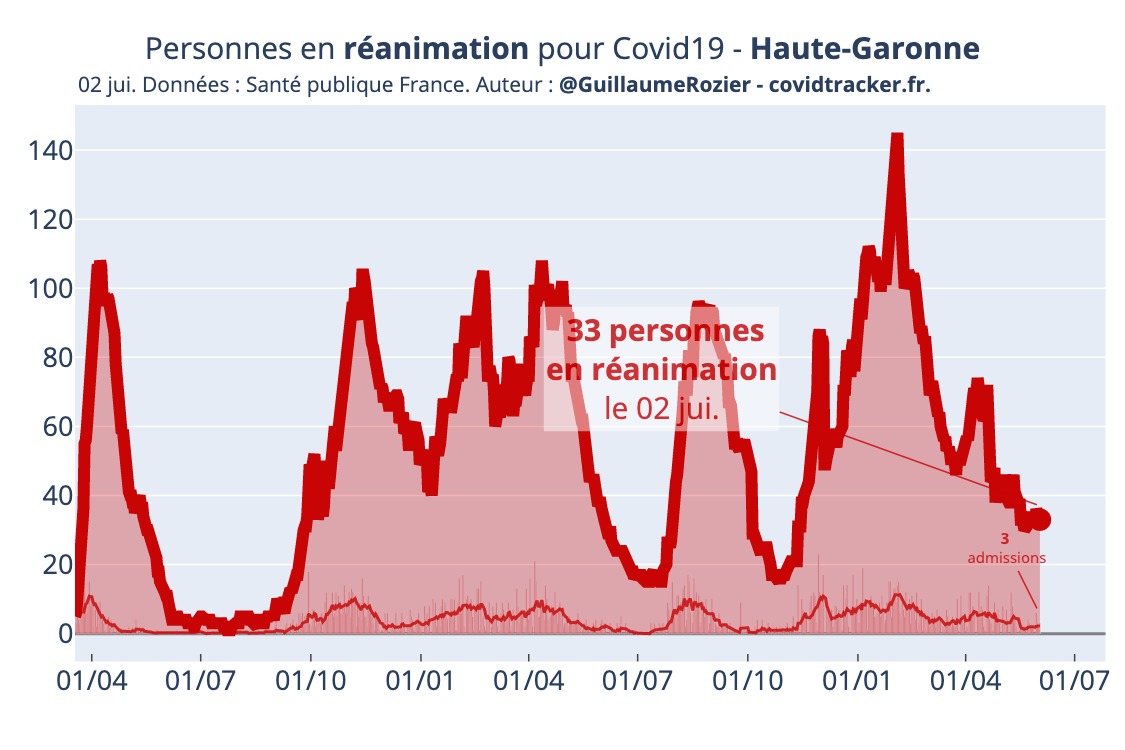 Personnes en réanimation pour Covid19 - Haute-Garonne
02 jui. Données : Santé publique France. Auteur : @GuillaumeRozier - covidtracker.fr.
140
120
100
80
60
40
20
0
33 personnes
en réanimation
le 02 jui.
3
admissions
01/04 01/07 01/10 01/01 01/04 01/07 01/10 01/01 01/04 01/07